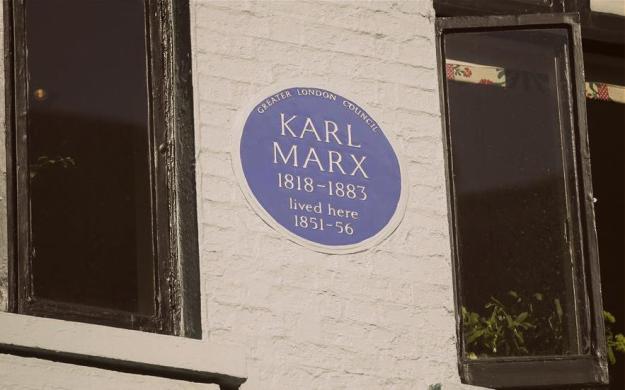 GREATER LONDON COUNCIL
KARL
MARX
1818-1883
lived here
1851-56